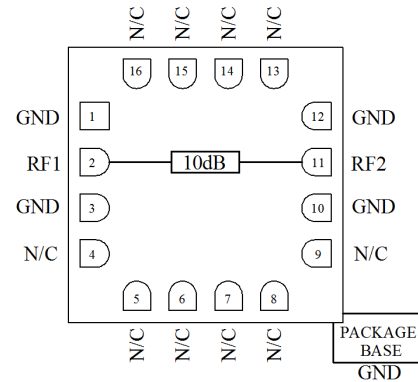 N/C N/C N/C N/C
16 15 14 13
GND 1 12 GND
RF1 2 10dB 11 RF2
GND 3 10 GND
N/C 4 9 N/C
5 6 7 8
N/C N/C N/C N/C
PACKAGE
BASE
GND